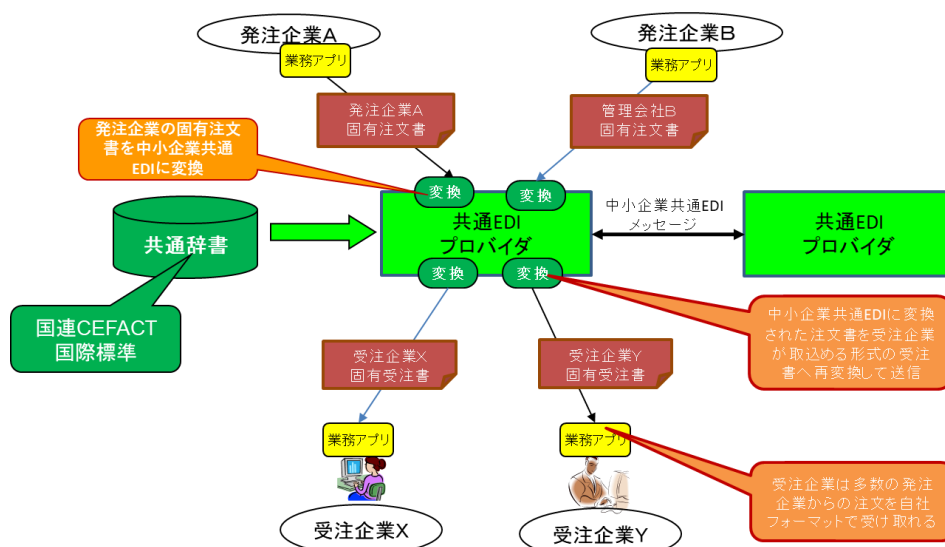 発注企業A
業務アプリ
発注企業B
業務アプリ
発注企業A
固有注文書
管理会社B
固有注文書
発注企業の固有注文
書を中小企業共通
EDIに変換
変換
変換
共通EDI
プロバイダ
中小企業共通EDI
メッセージ
共通EDI
プロバイダ
共通辞書
変換
変換
国連CEFACT
国際標準
中小企業共通EDIに変換
された注文書を受注企業
が取込める形式の受注
書へ再変換して送信
受注企業X
固有受注書
受注企業Y
固有受注書
業務アプリ
業務アプリ
受注企業は多数の発注
企業からの注文を自社
フォーマットで受け取れる
受注企業X
受注企業Y